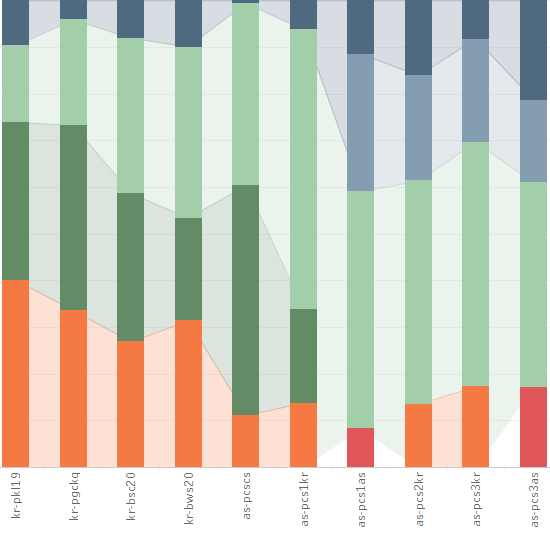 kr-pkl19
kr-pgckq
kr-bsc20
kr-bws20
as-pcscs
as-pcs1kr
as-pcs1as
as-pcs2kr
as-pcs3kr
as-pcs3as